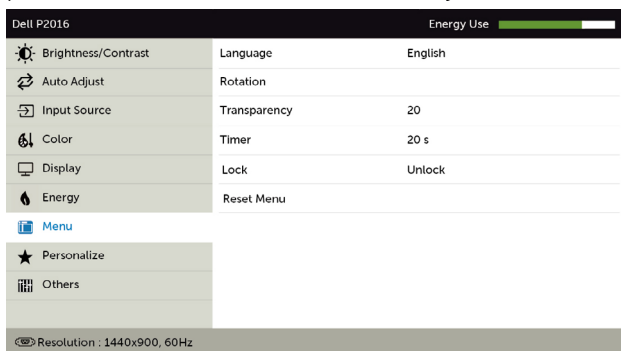 Dell P2016 Energy Use
Brightness/Contrast Language English
Auto Adjust Rotation
Input Source Transparency 20
Color Timer 20 s
Display Lock Unlock
Energy Reset Menu
Menu
Personalize
Others
Resolution : 1440x900, 60Hz